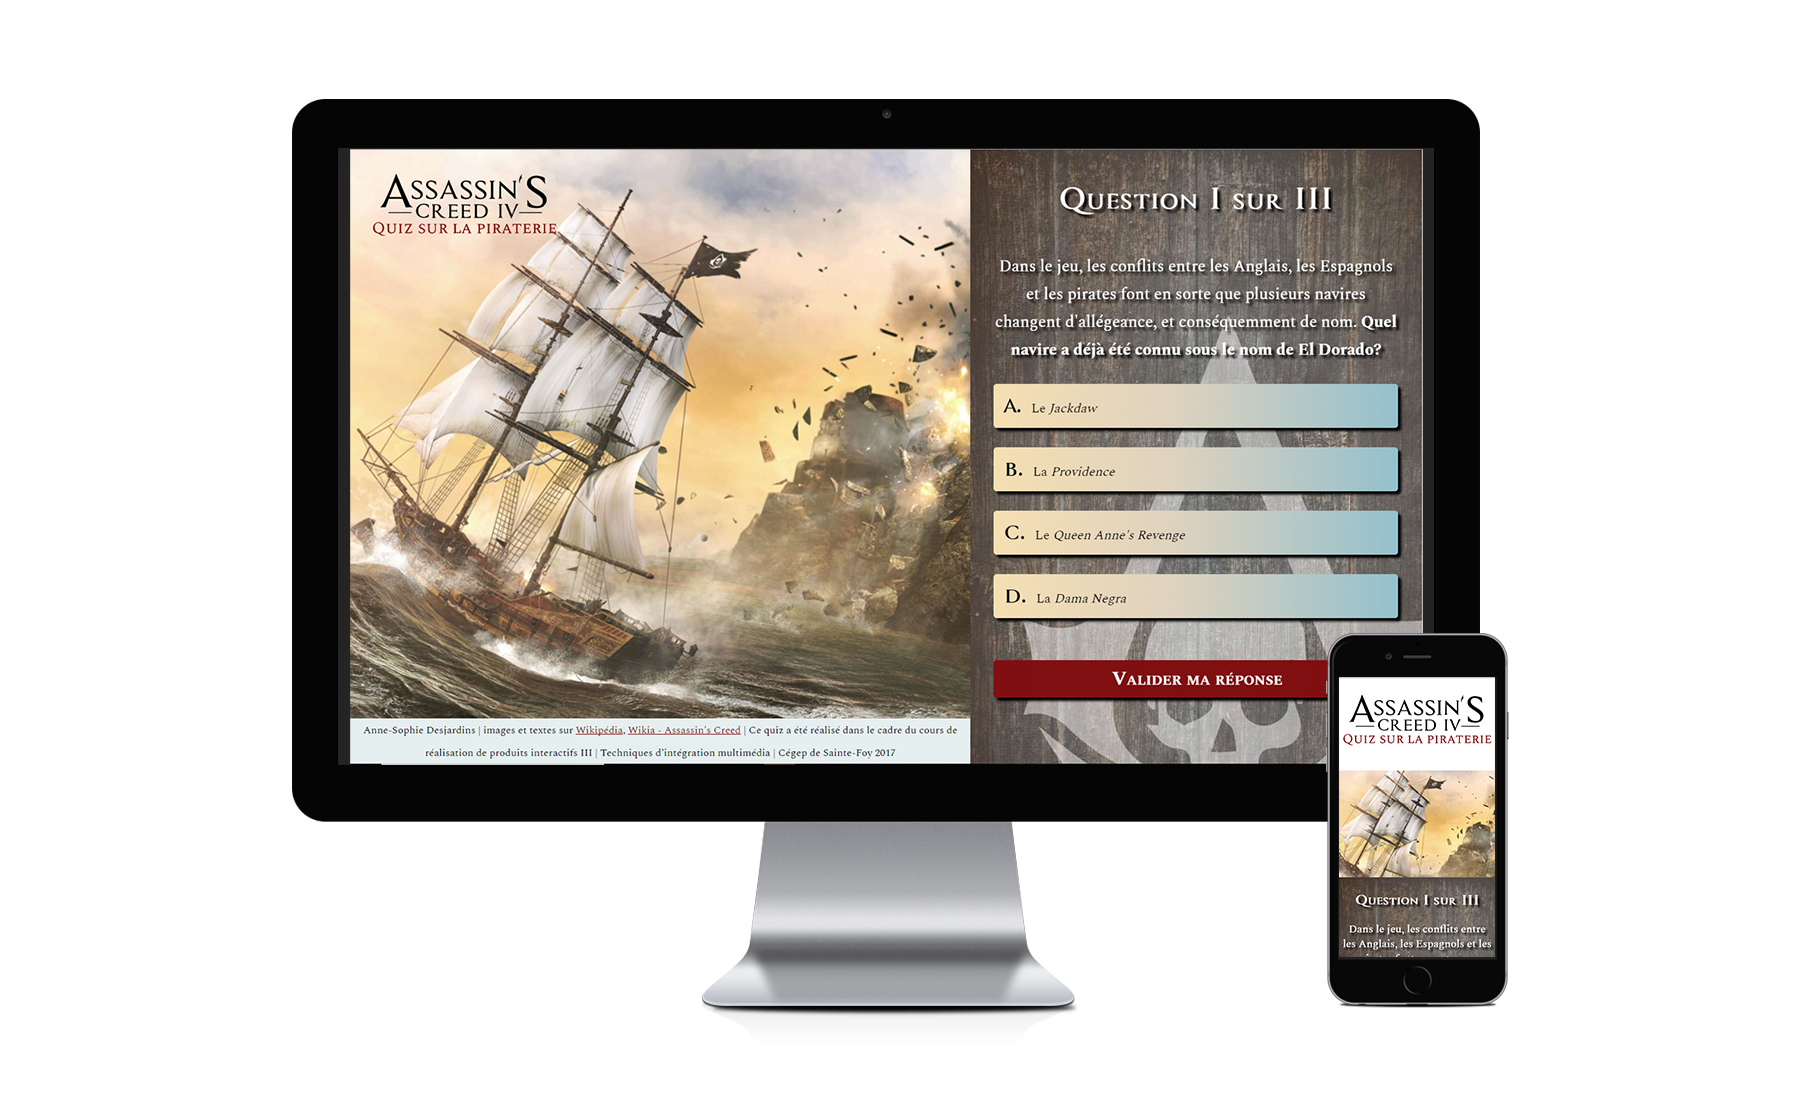 ASSASSIN'S
CREED IV
QUIZ SUR LA PIRATERIE
Anne-Sophie Desjardins | images et textes sur Wikipédia, Wikia - Assassin's Creed | Ce quiz a été réalisé dans le cadre du cours de
réalisation de produits interactifs III | Techniques d'intégration multimédia | Cégep de Sainte-Foy 2017
QUESTION I SUR III
Dans le jeu, les conflits entre les Anglais, les Espagnols
et les pirates font en sorte que plusieurs navires
changent d'allégeance, et conséquemment de nom. Quel
navire a déjà été connu sous le nom de El Dorado?
A. Le Jackdaw
B. La Providence
C. Le Queen Anne's Revenge
D. La Dama Negra
VALIDER MA RÉPONSE
ASSASSIN'S
CREED IV
QUIZ SUR LA PIRATERIE
QUESTION I SUR III
Dans le jeu, les conflits entre
les Anglais, les Espagnols et les